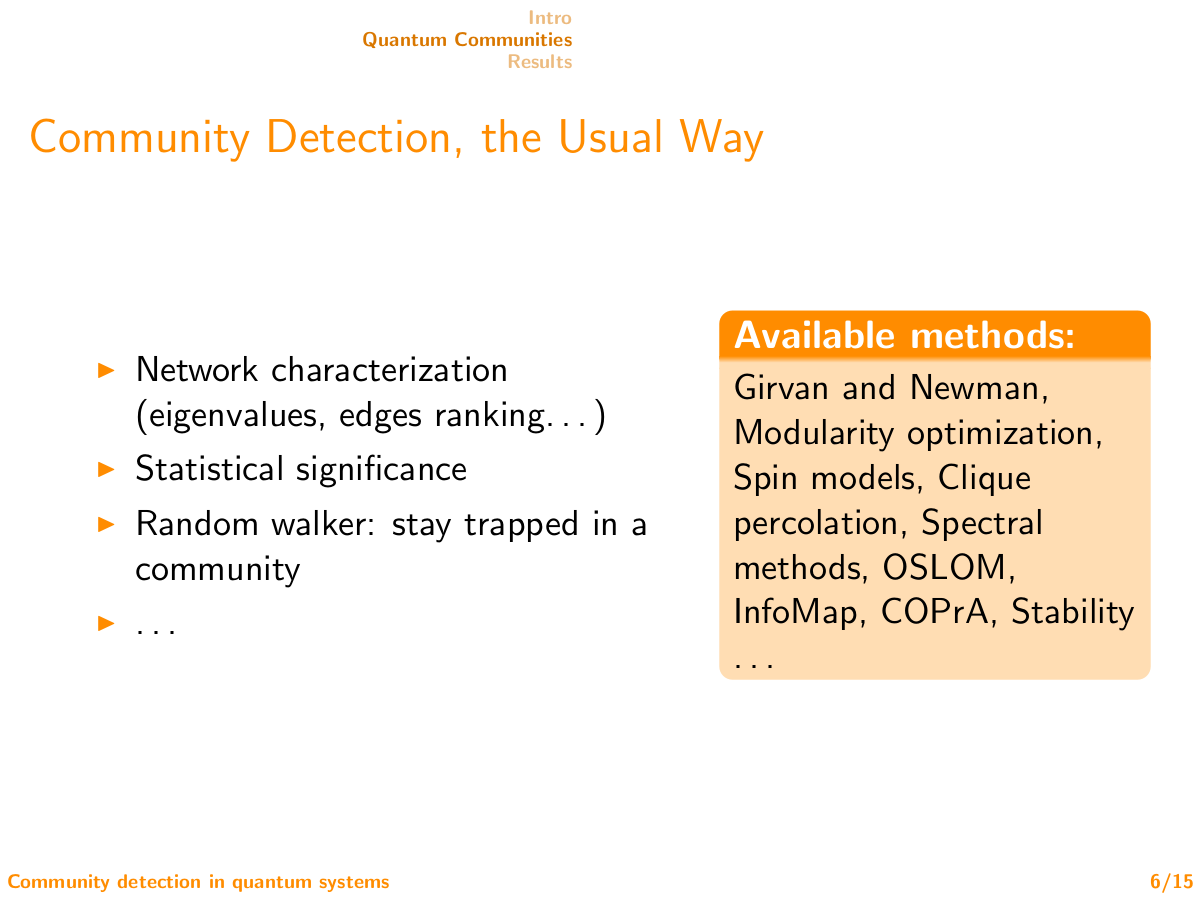 Intro
Quantum Communities
Results
Community Detection, the Usual Way
Network characterization
(eigenvalues, edges ranking. . . )
Statistical significance
Random walker: stay trapped in a
community
. . .
Available methods:
Girvan and Newman,
Modularity optimization,
Spin models, Clique
percolation, Spectral
methods, OSLOM,
InfoMap, COPrA, Stability
. . .
Community detection in quantum systems
6/15